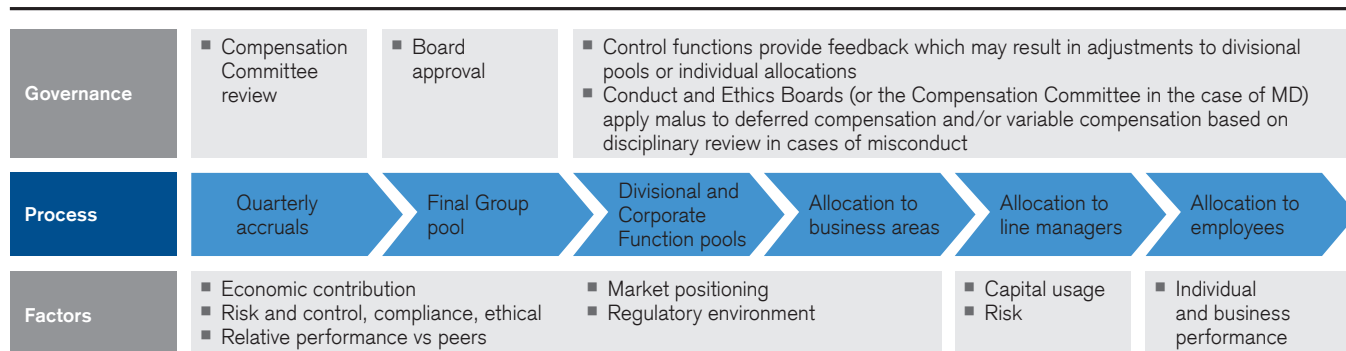 Governance
■ Compensation
Committee
review
■ Board
approval
■ Control functions provide feedback which may result in adjustments to divisional
pools or individual allocations
■ Conduct and Ethics Boards (or the Compensation Committee in the case of MD)
apply malus to deferred compensation and/or variable compensation based on
disciplinary review in cases of misconduct
Process
Quarterly
accruals
Final Group
pool
Divisional and
Corporate
Function pools
Allocation to
business areas
Allocation to
line managers
Allocation to
employees
Factors
■ Economic contribution
■ Risk and control, compliance, ethical
■ Relative performance vs peers
■ Market positioning
■ Regulatory environment
■ Capital usage
■ Risk
■ Individual
and business
performance